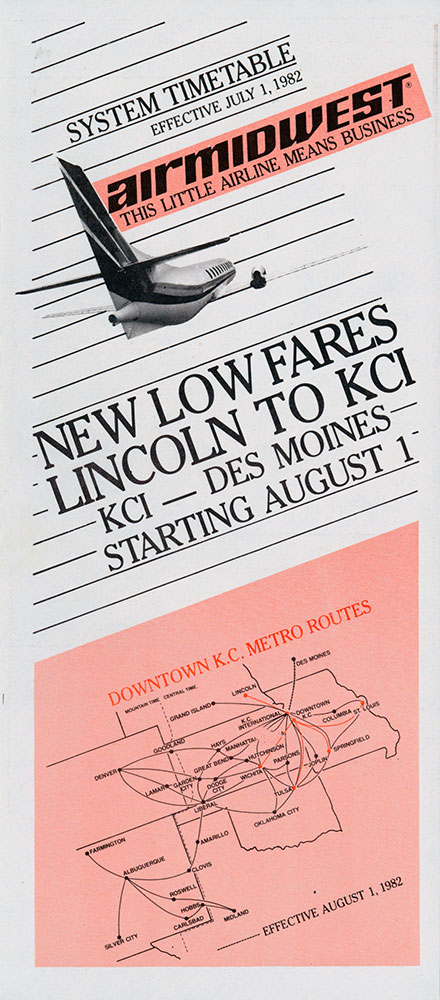 SYSTEM TIMETABLE
EFFECTIVE JULY 1, 1982
airmidwest®
THIS LITTLE AIRLINE MEANS BUSINESS
NEW LOW FARES
LINCOLN TO KCI
KCI — DES MOINES
STARTING AUGUST 1
DOWNTOWN K.C. METRO ROUTES
MOUNTAIN TIME CENTRAL TIME
DES MOINES
LINCOLN
GRAND ISLAND
K.C. INTERNATIONAL
DOWNTOWN K.C.
COLUMBIA
ST. LOUIS
GOODLAND
HAYS
MANHATTAN
DENVER
GREAT BEND
HUTCHINSON
SPRINGFIELD
LAMAR
GARDEN CITY
DODGE CITY
WICHITA
PARSONS
JOPLIN
LIBERAL
TULSA
OKLAHOMA CITY
FARMINGTON
AMARILLO
ALBUQUERQUE
CLOVIS
ROSWELL
HOBBS
CARLSBAD
MIDLAND
SILVER CITY
EFFECTIVE AUGUST 1, 1982